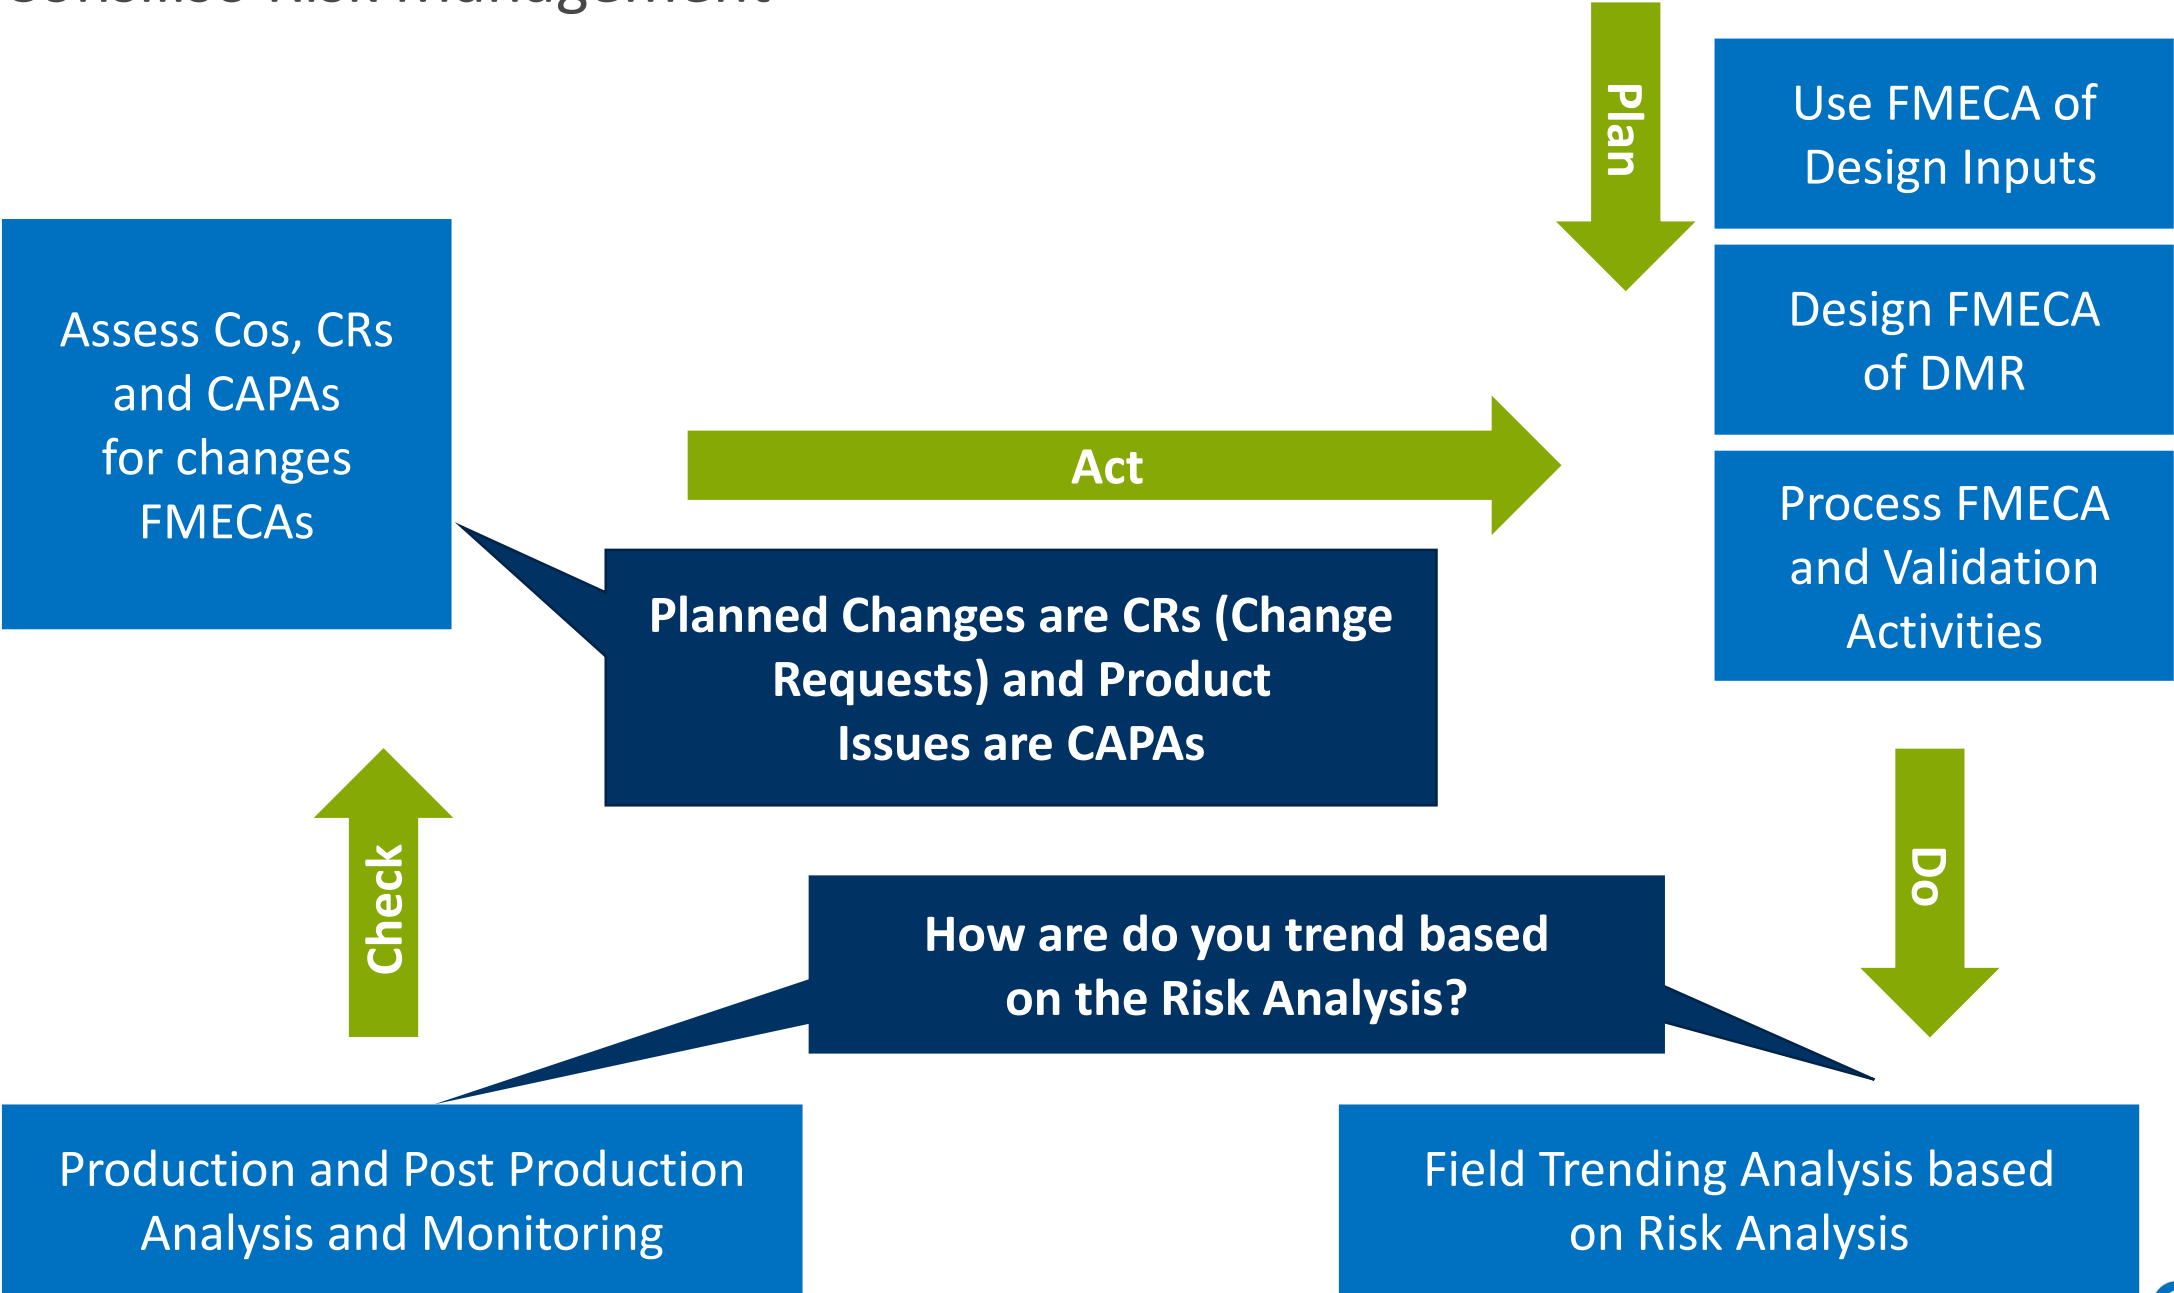 Risk Management
Plan
Use FMECA of
Design Inputs
Design FMECA
of DMR
Process FMECA
and Validation
Activities
Assess Cos, CRs
and CAPAs
for changes
FMECAs
Act
Planned Changes are CRs (Change
Requests) and Product
Issues are CAPAs
Check
Do
How are do you trend based
on the Risk Analysis?
Production and Post Production
Analysis and Monitoring
Field Trending Analysis based
on Risk Analysis